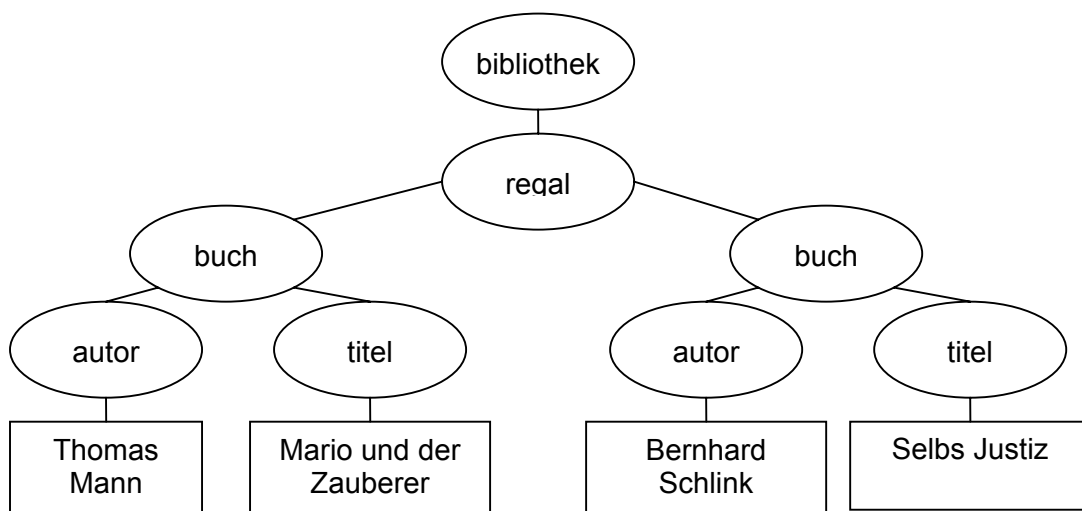 bibliothek
regal
buch
buch
autor
titel
autor
titel
Thomas
Mann
Mario und der
Zauberer
Bernhard
Schlink
Selbs Justiz